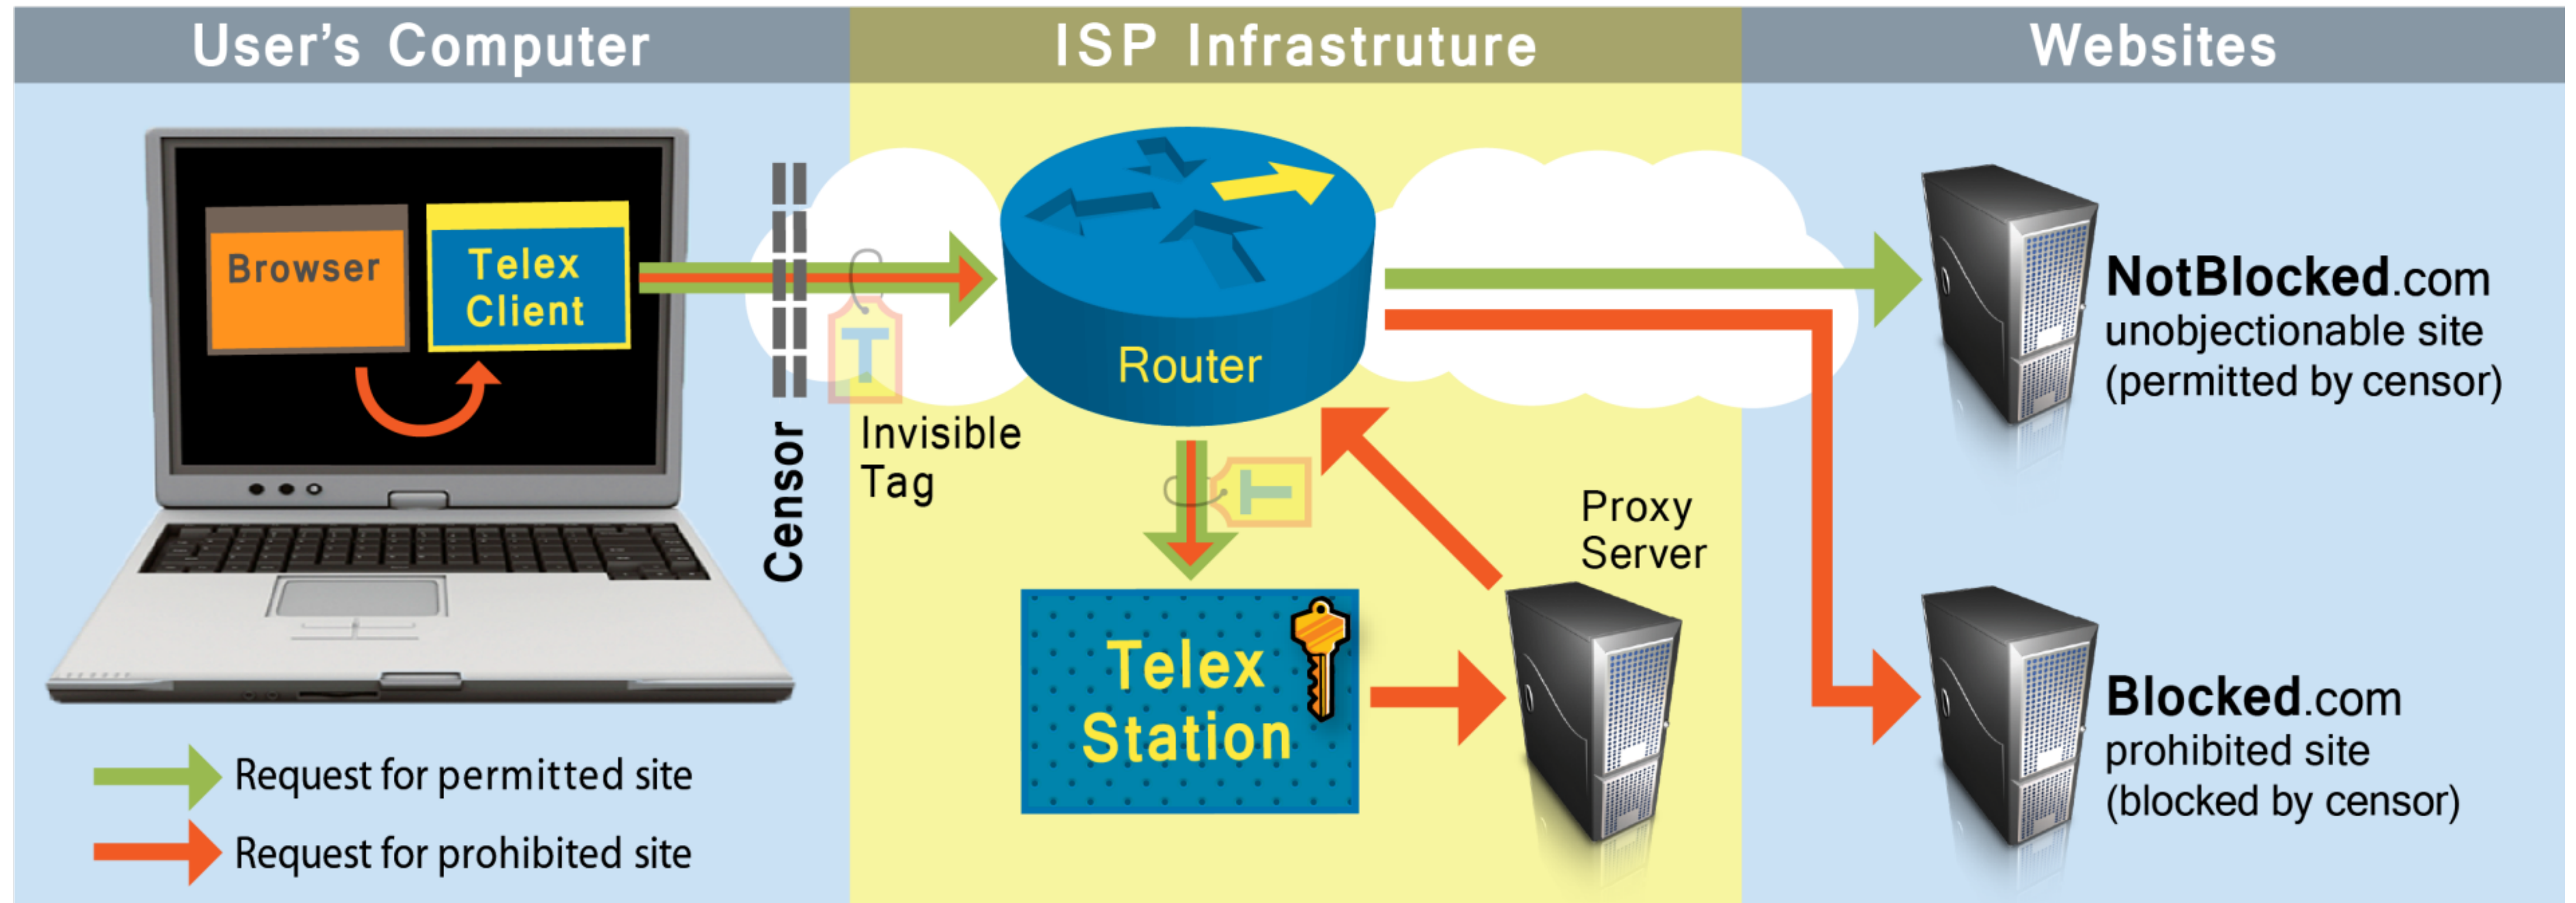 User's Computer
ISP Infrastruture
Websites
Browser
Telex
Client
Censor
T
Invisible
Tag
Router
T
Telex
Station
Proxy
Server
NotBlocked.com
unobjectionable site
(permitted by censor)
Blocked.com
prohibited site
(blocked by censor)
Request for permitted site
Request for prohibited site